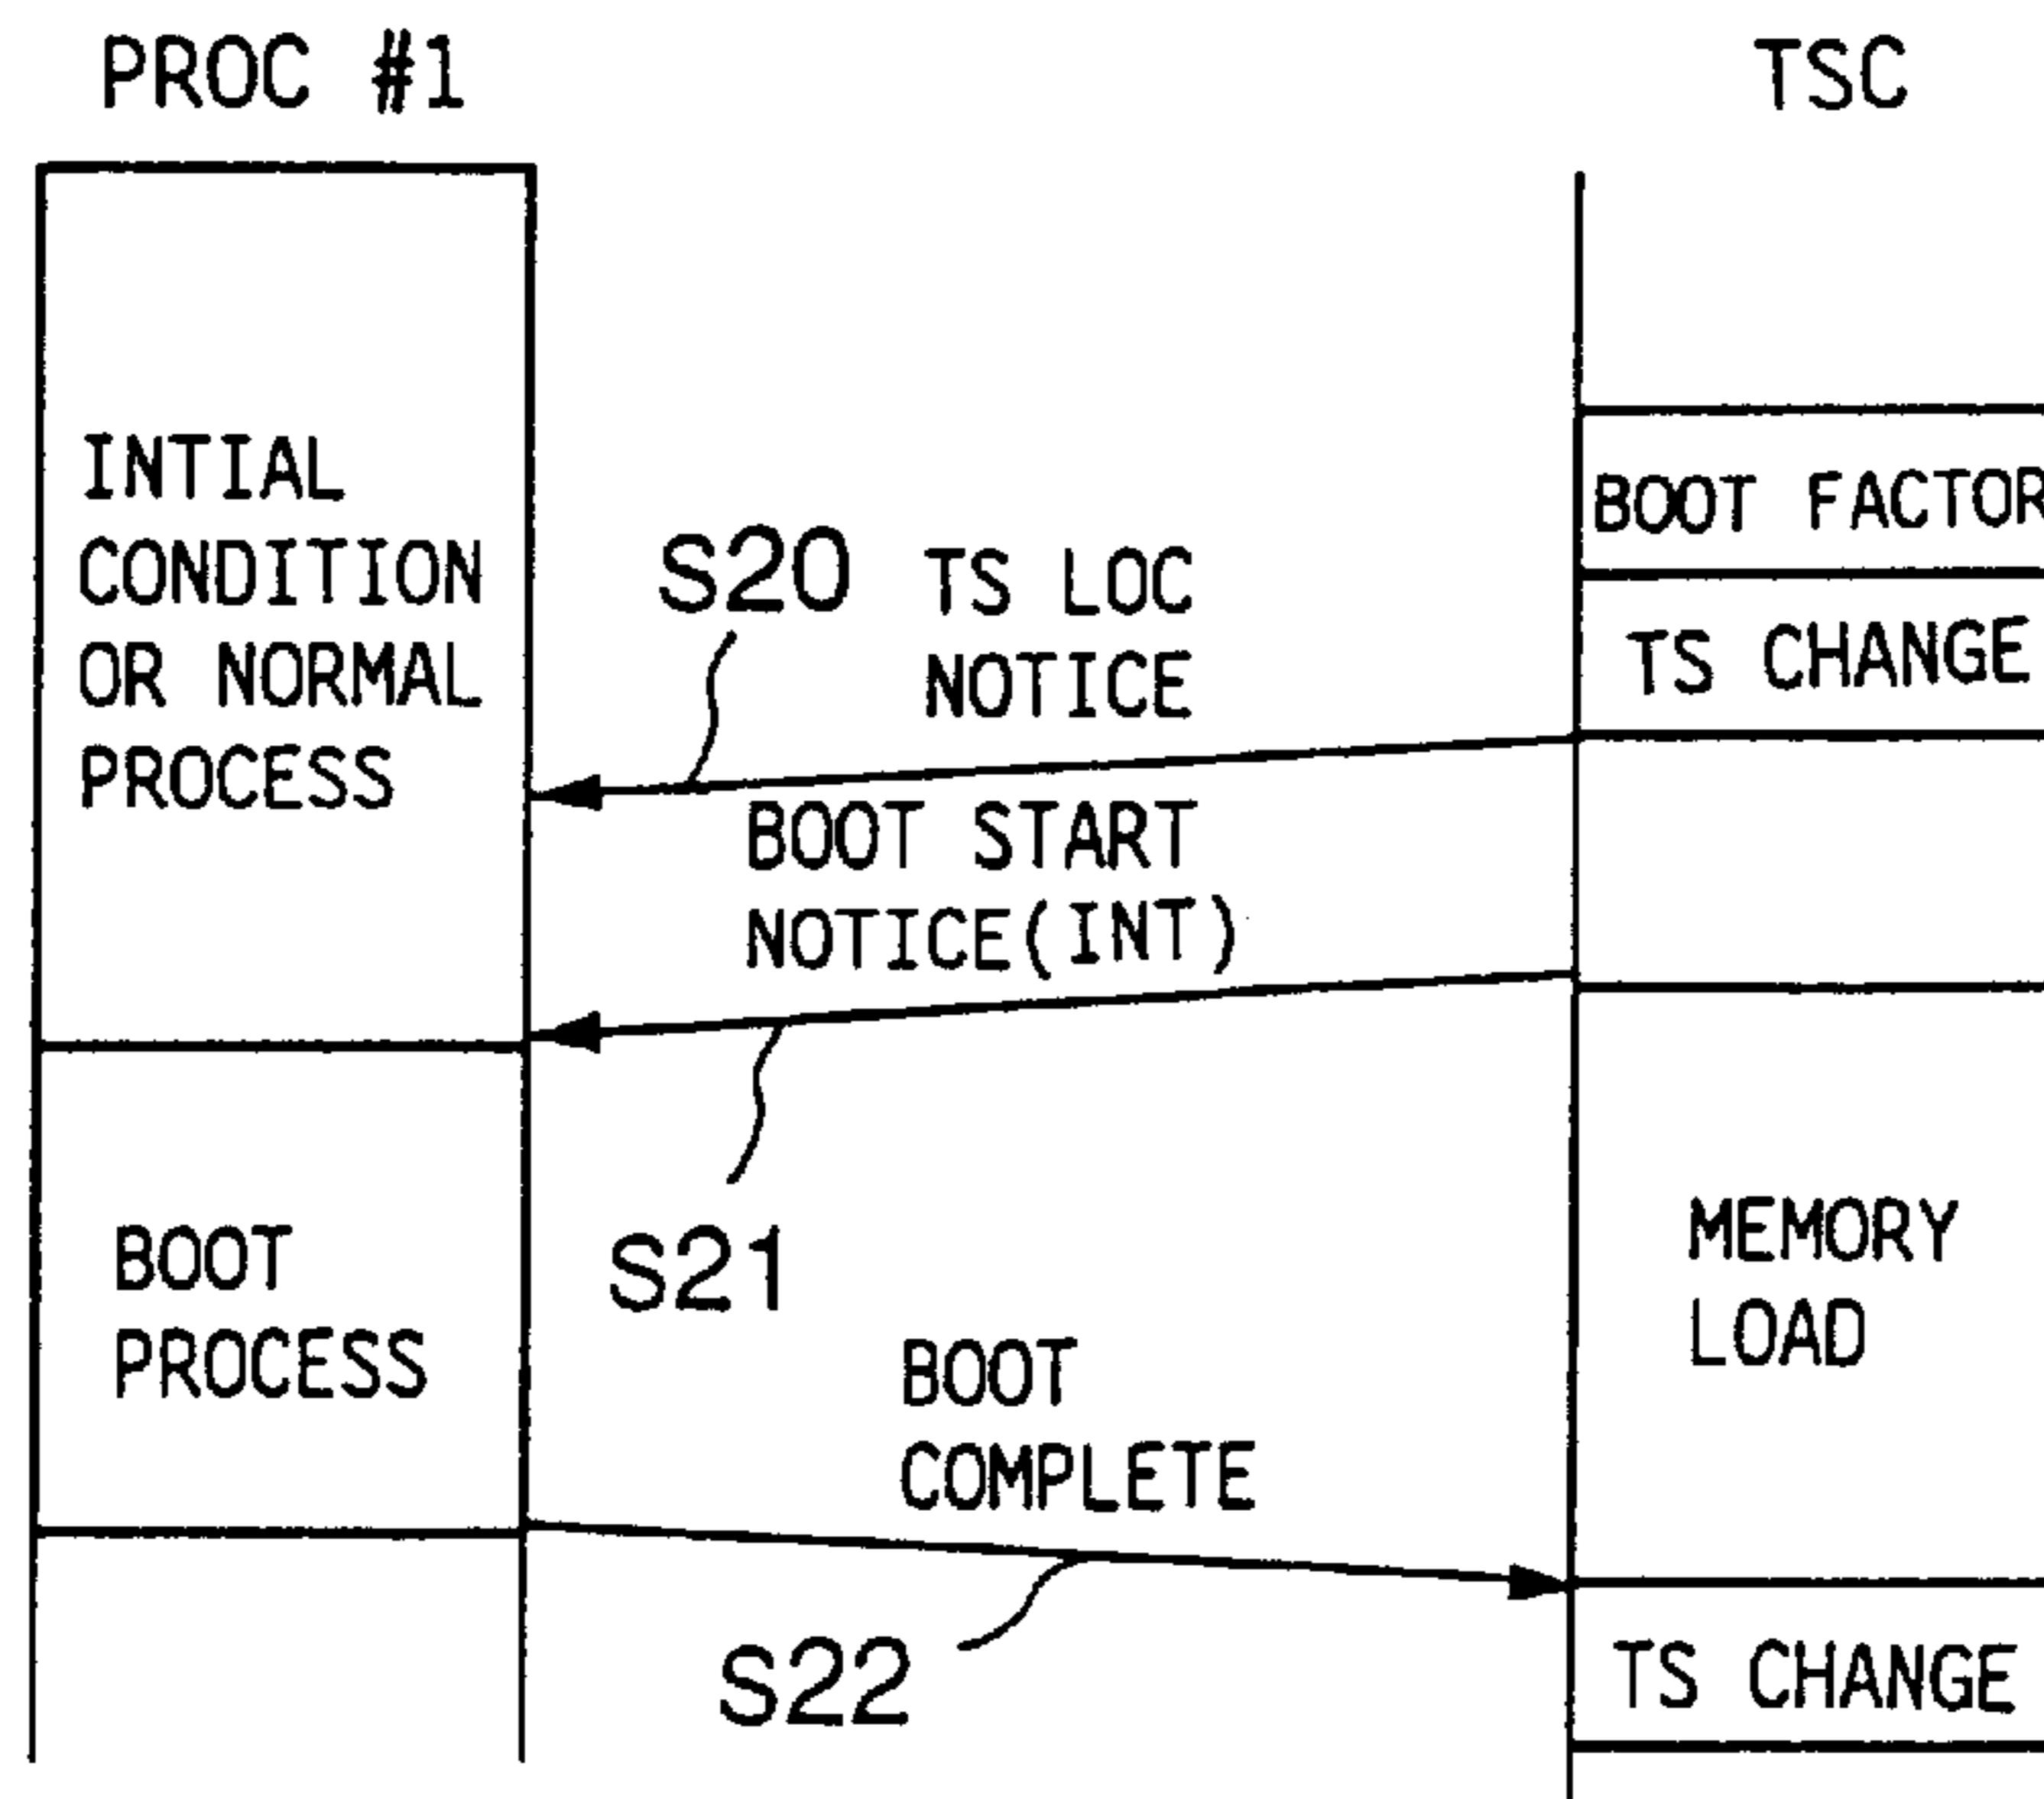 PROC #1
TSC
INTIAL
CONDITION
OR NORMAL
PROCESS
S20
TS LOC
NOTICE
BOOT FACTOR
TS CHANGE
BOOT START
NOTICE(INT)
S21
BOOT
PROCESS
MEMORY
LOAD
BOOT
COMPLETE
S22
TS CHANGE